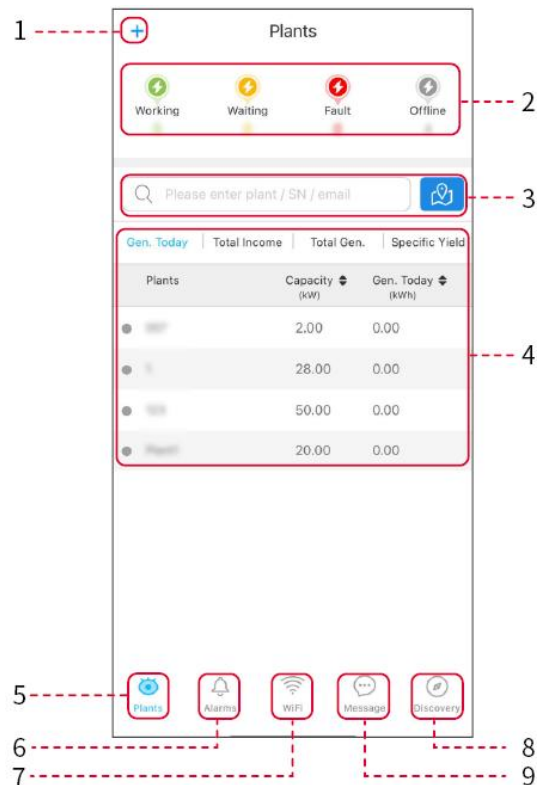 1
+
Plants
Working Waiting Fault Offline
2
Please enter plant / SN / email
3
Gen. Today Total Income Total Gen. Specific Yield
Plants Capacity Gen. Today
(kW) (kWh)
2.00 0.00
28.00 0.00
4
50.00 0.00
20.00 0.00
5
Plants Alarms WiFi Message Discovery
6 8
7 9